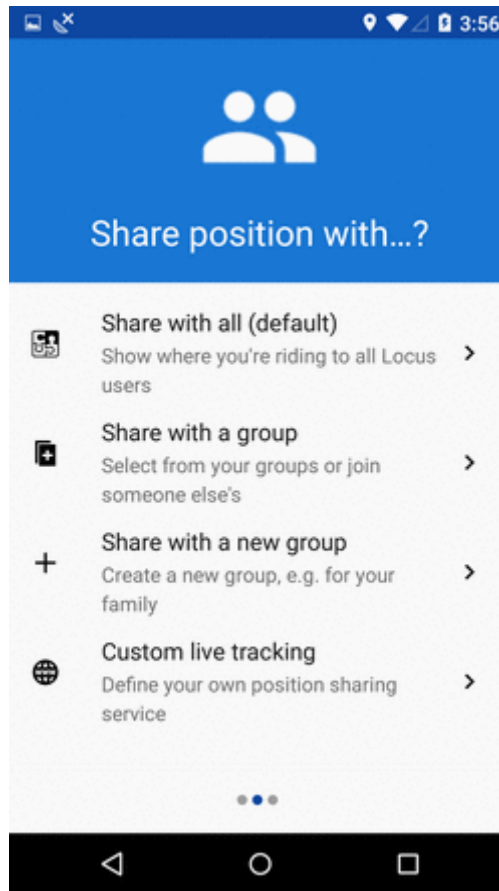 3:56
Share position with...?
Share with all (default)
Show where you're riding to all Locus
users
Share with a group
Select from your groups or join
someone else's
Share with a new group
Create a new group, e.g. for your
family
Custom live tracking
Define your own position sharing
service